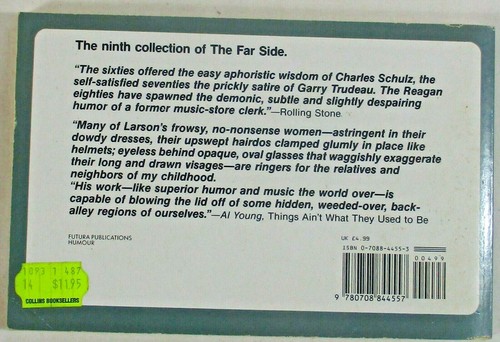 The ninth collection of The Far Side.
"The sixties offered the easy aphoristic wisdom of Charles Schulz, the
self-satisfied seventies the prickly satire of Garry Trudeau. The Reagan
eighties have spawned the demonic, subtle and slightly despairing
humor of a former music-store clerk."—Rolling Stone
"Many of Larson's frowsy, no-nonsense women—astringent in their
dowdy dresses, their upswept hairdos clamped glumly in place like
helmets; eyeless behind opaque, oval glasses that waggishly exaggerate
their long and drawn visages—are ringers for the relatives and
neighbors of my childhood.
"His work—like superior humor and music the world over—is
capable of blowing the lid off of some hidden, weeded-over, back-
alley regions of ourselves."—Al Young, Things Ain't What They Used to Be
FUTURA PUBLICATIONS
HUMOUR
UK £4.99
ISBN 0-7088-4455-3
00499
9 780708 844557
1093 1 487
14 $11.95
COLLINS BOOKSELLERS